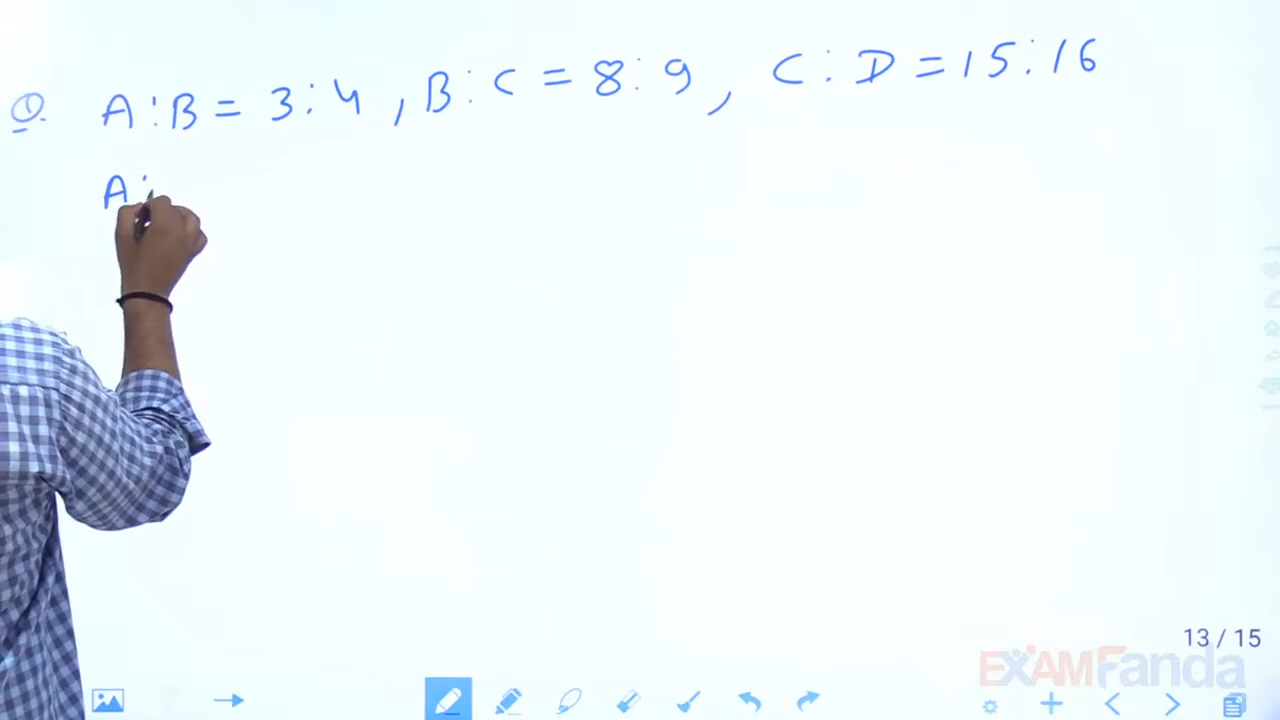 Q. A:B = 3:4, B:C = 8:9, C:D = 15:16
A:
13 / 15
EXAMFanda